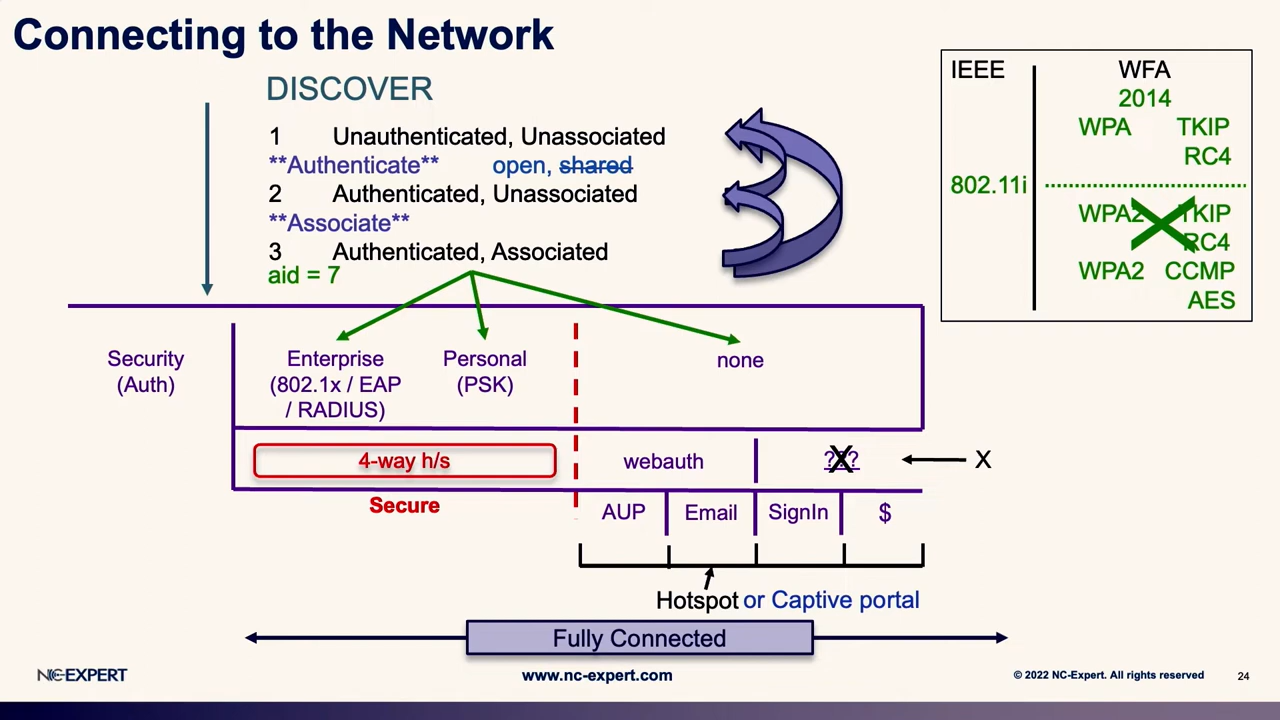 Connecting to the Network
DISCOVER
1 Unauthenticated, Unassociated
**Authenticate** open, shared
2 Authenticated, Unassociated
**Associate**
3 Authenticated, Associated
aid = 7
IEEE WFA
2014
WPA TKIP
RC4
802.11i
WPA2 TKIP
RC4
WPA2 CCMP
AES
Security
(Auth)
Enterprise
(802.1x / EAP
/ RADIUS)
Personal
(PSK)
none
4-way h/s
webauth
???
X
Secure
AUP
Email
SignIn
$
Hotspot or Captive portal
Fully Connected
NC-EXPERT
www.nc-expert.com
© 2022 NC-Expert. All rights reserved
24